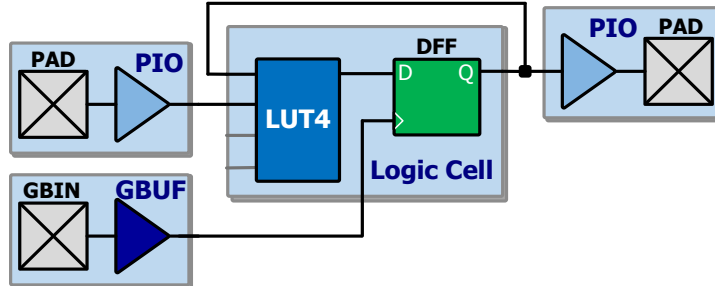 PAD
PIO
DFF
D
Q
LUT4
Logic Cell
PIO
PAD
GBIN
GBUF